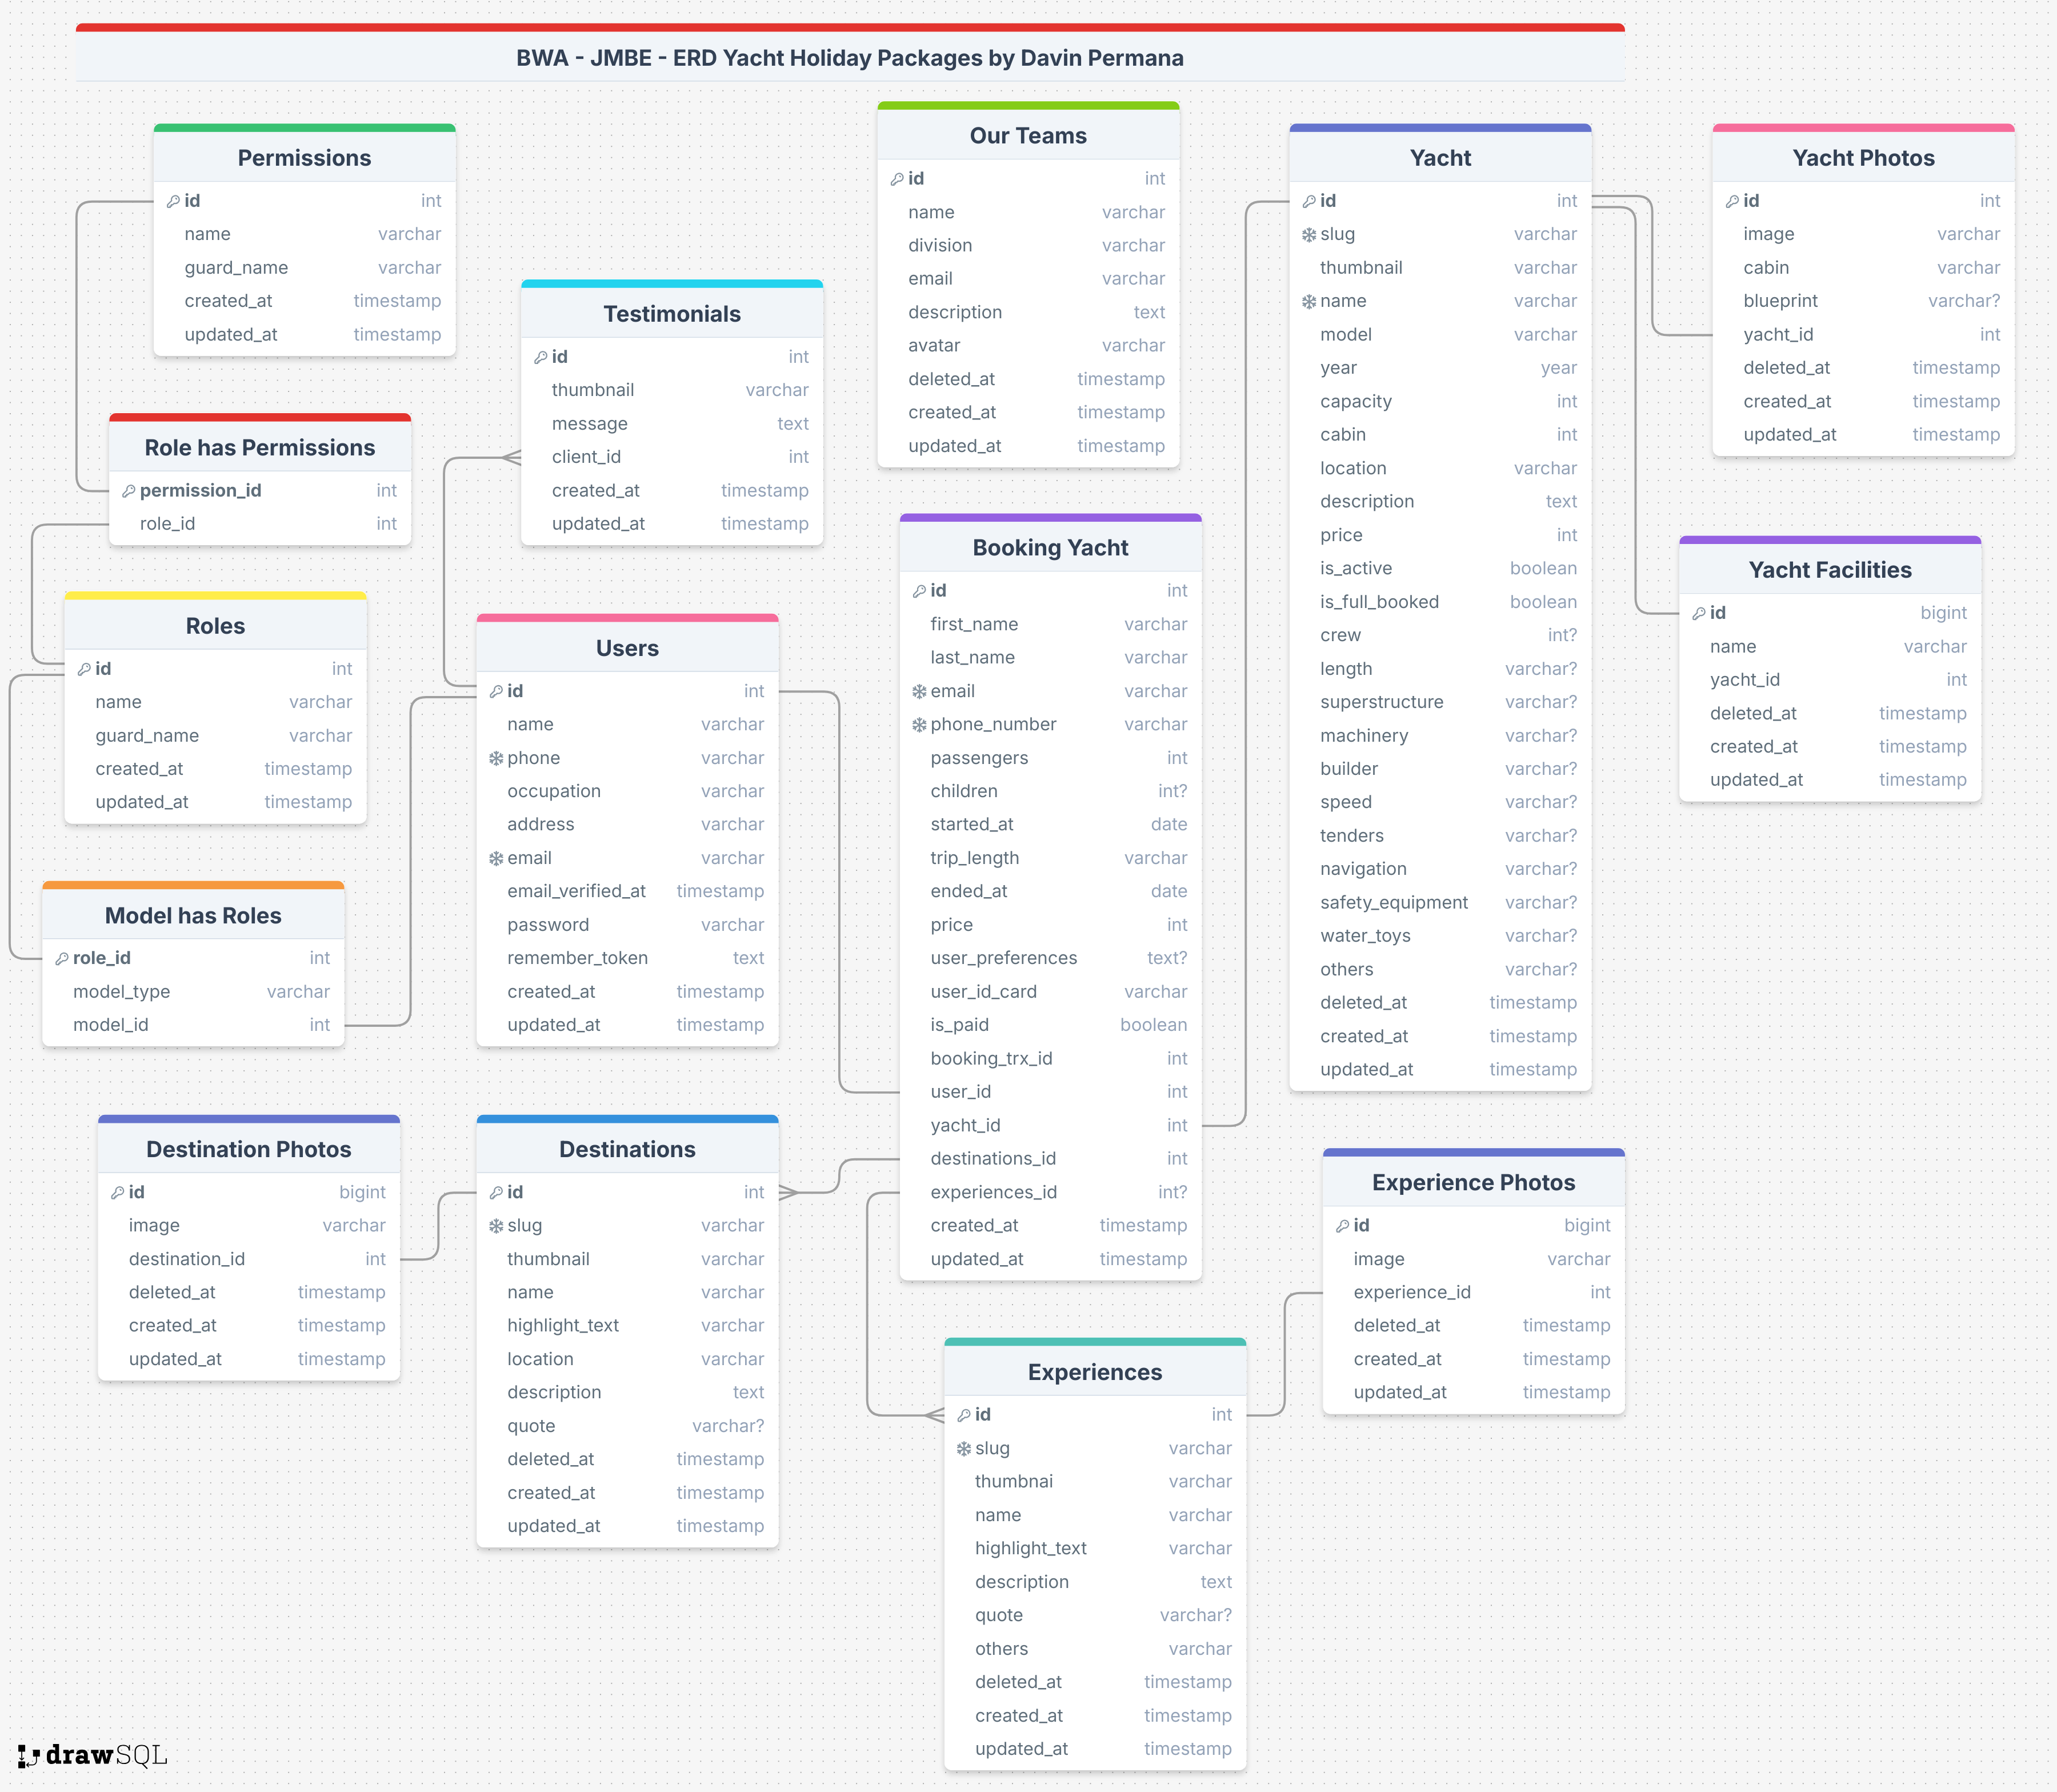 BWA - JMBE - ERD Yacht Holiday Packages by Davin Permana
Permissions
id int
name varchar
guard_name varchar
created_at timestamp
updated_at timestamp
Role has Permissions
permission_id int
role_id int
Roles
id int
name varchar
guard_name varchar
created_at timestamp
updated_at timestamp
Model has Roles
role_id int
model_type varchar
model_id int
Testimonials
id int
thumbnail varchar
message text
client_id int
created_at timestamp
updated_at timestamp
Users
id int
name varchar
phone varchar
occupation varchar
address varchar
email varchar
email_verified_at timestamp
password varchar
remember_token text
created_at timestamp
updated_at timestamp
Destination Photos
id bigint
image varchar
destination_id int
deleted_at timestamp
created_at timestamp
updated_at timestamp
Destinations
id int
slug varchar
thumbnail varchar
name varchar
highlight_text varchar
location varchar
description text
quote varchar?
deleted_at timestamp
created_at timestamp
updated_at timestamp
Our Teams
id int
name varchar
division varchar
email varchar
description text
avatar varchar
deleted_at timestamp
created_at timestamp
updated_at timestamp
Booking Yacht
id int
first_name varchar
last_name varchar
email varchar
phone_number varchar
passengers int
children int?
started_at date
trip_length varchar
ended_at date
price int
user_preferences text?
user_id_card varchar
is_paid boolean
booking_trx_id int
user_id int
yacht_id int
destinations_id int
experiences_id int?
created_at timestamp
updated_at timestamp
Experiences
id int
slug varchar
thumbnai varchar
name varchar
highlight_text varchar
description text
quote varchar?
others varchar
deleted_at timestamp
created_at timestamp
updated_at timestamp
Yacht
id int
slug varchar
thumbnail varchar
name varchar
model varchar
year year
capacity int
cabin int
location varchar
description text
price int
is_active boolean
is_full_booked boolean
crew int?
length varchar?
superstructure varchar?
machinery varchar?
builder varchar?
speed varchar?
tenders varchar?
navigation varchar?
safety_equipment varchar?
water_toys varchar?
others varchar?
deleted_at timestamp
created_at timestamp
updated_at timestamp
Experience Photos
id bigint
image varchar
experience_id int
deleted_at timestamp
created_at timestamp
updated_at timestamp
Yacht Photos
id int
image varchar
cabin varchar
blueprint varchar?
yacht_id int
deleted_at timestamp
created_at timestamp
updated_at timestamp
Yacht Facilities
id bigint
name varchar
yacht_id int
deleted_at timestamp
created_at timestamp
updated_at timestamp
drawSQL